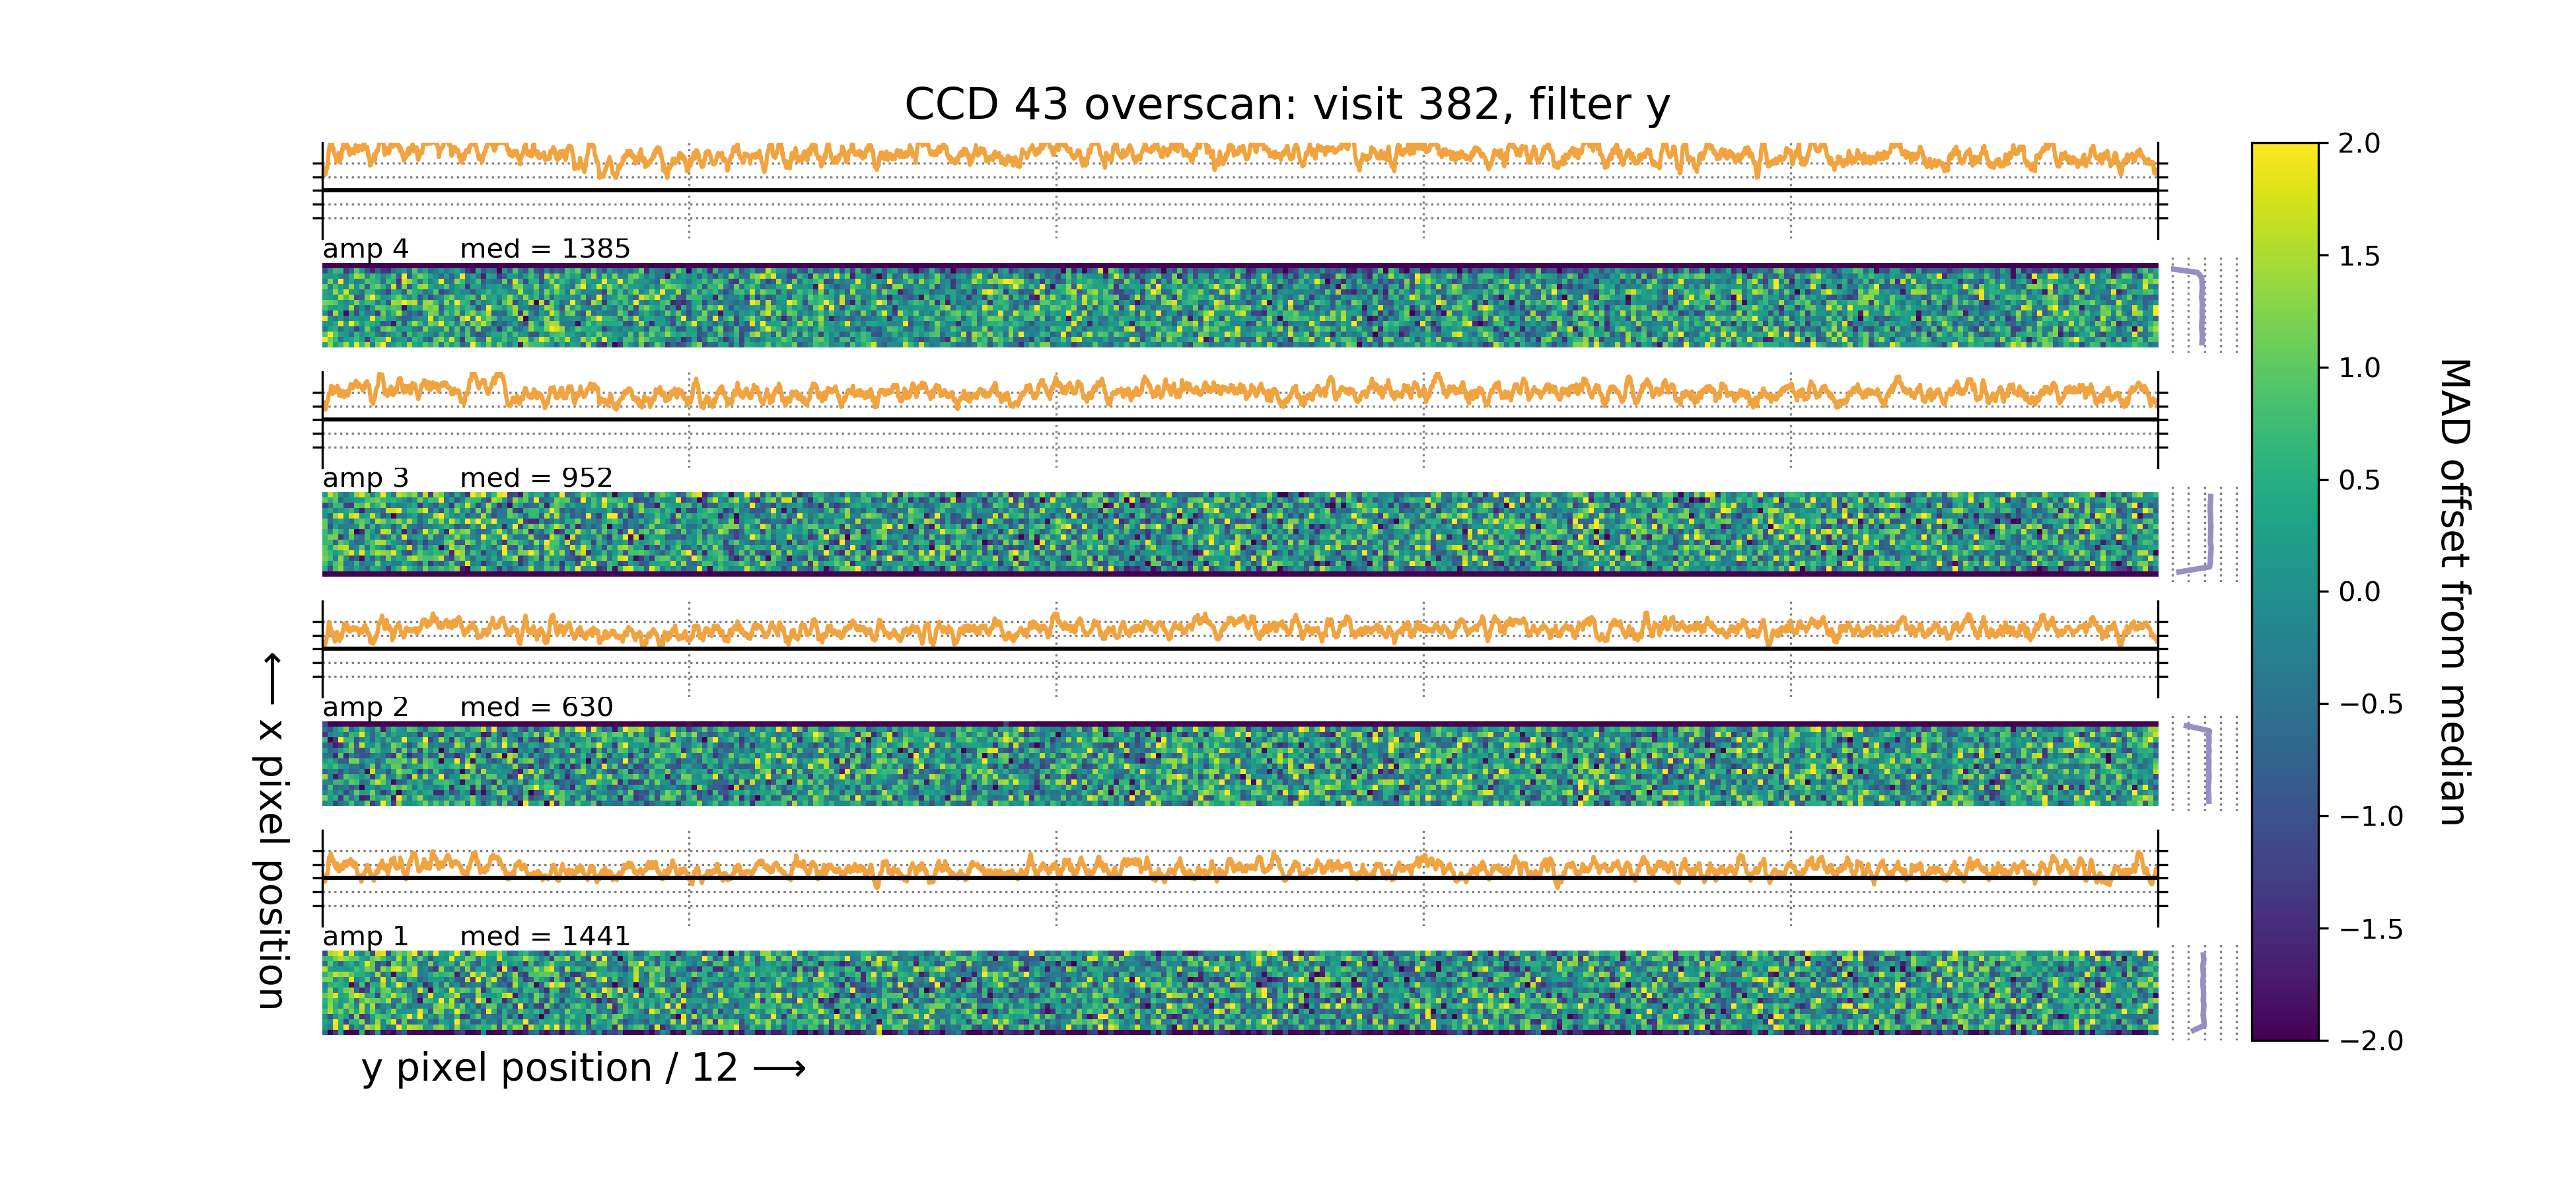 CCD 43 overscan: visit 382, filter y
amp 4 med = 1385
amp 3 med = 952
amp 2 med = 630
amp 1 med = 1441
x pixel position ⟶
y pixel position / 12 ⟶
2.0
1.5
1.0
0.5
0.0
−0.5
−1.0
−1.5
−2.0
MAD offset from median